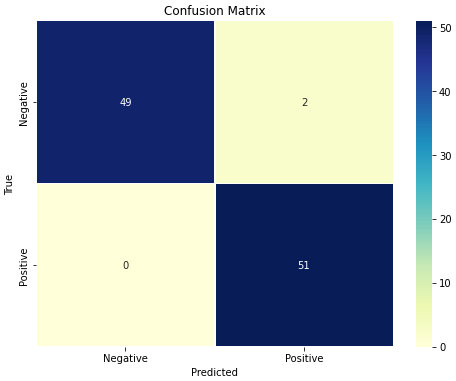 Confusion Matrix
Negative
49
2
Positive
0
51
True
Negative
Positive
Predicted
50
40
30
20
10
0